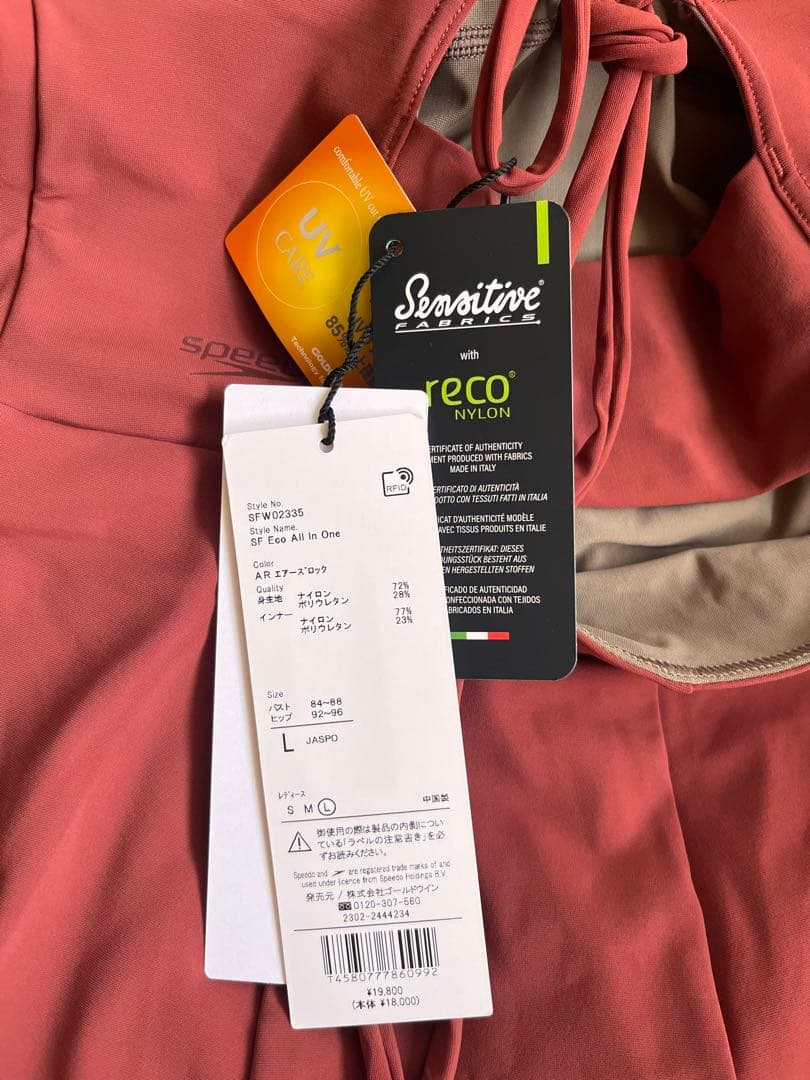 comfortable UV cut
UV
CARE
85%
Technology
speedo
Sensitive®
FABRICS
with
reco®
NYLON
CERTIFICATE OF AUTHENTICITY
PRODUCED WITH FABRICS
MADE IN ITALY
CERTIFICATO DI AUTENTICITÀ
CON TESSUTI FATTI IN ITALIA
D'AUTHENTICITÉ MODÈLE
AVEC TISSUS PRODUITS EN ITALIE
DIESES
BESTEHT AUS
HERGESTELLTEN STOFFEN
DE AUTENTICIDAD
CONFECCIONADA CON TEJIDOS
FABRICADOS EN ITALIA
RFID
Style No.
SFW02335
Style Name.
SF Eco All In One
Color
AR エアーズロック
Quality
身生地 ナイロン 72%
ポリウレタン 28%
インナー ナイロン 77%
ポリウレタン 23%
Size
バスト 84~88
ヒップ 92~96
L JASPO
レディース
S M L 中国製
御使用の際は製品の内側につい
ている「ラベルの注意書き」を必
ずお読みください。
Speedo and are registered trade marks of and
used under licence from Speedo Holdings B.V.
発売元 / 株式会社ゴールドウイン
0120-307-560
2302-2444234
T4580777860992
¥19,800
(本体 ¥18,000)